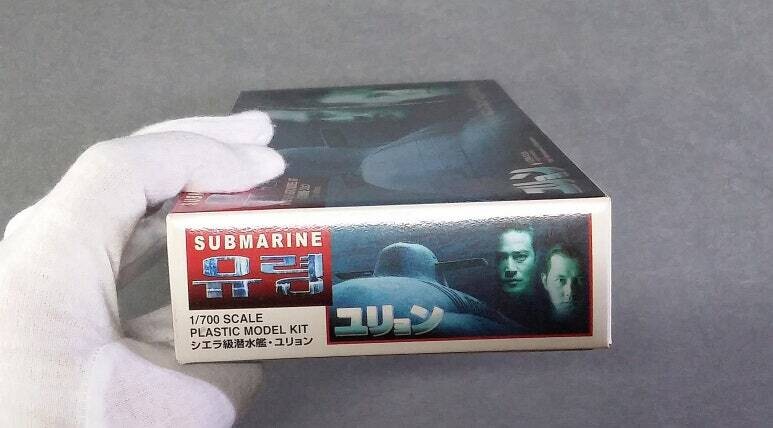 SUBMARINE
유령
1/700 SCALE
PLASTIC MODEL KIT
シエラ級潜水艦・ユリョン
ユリョン